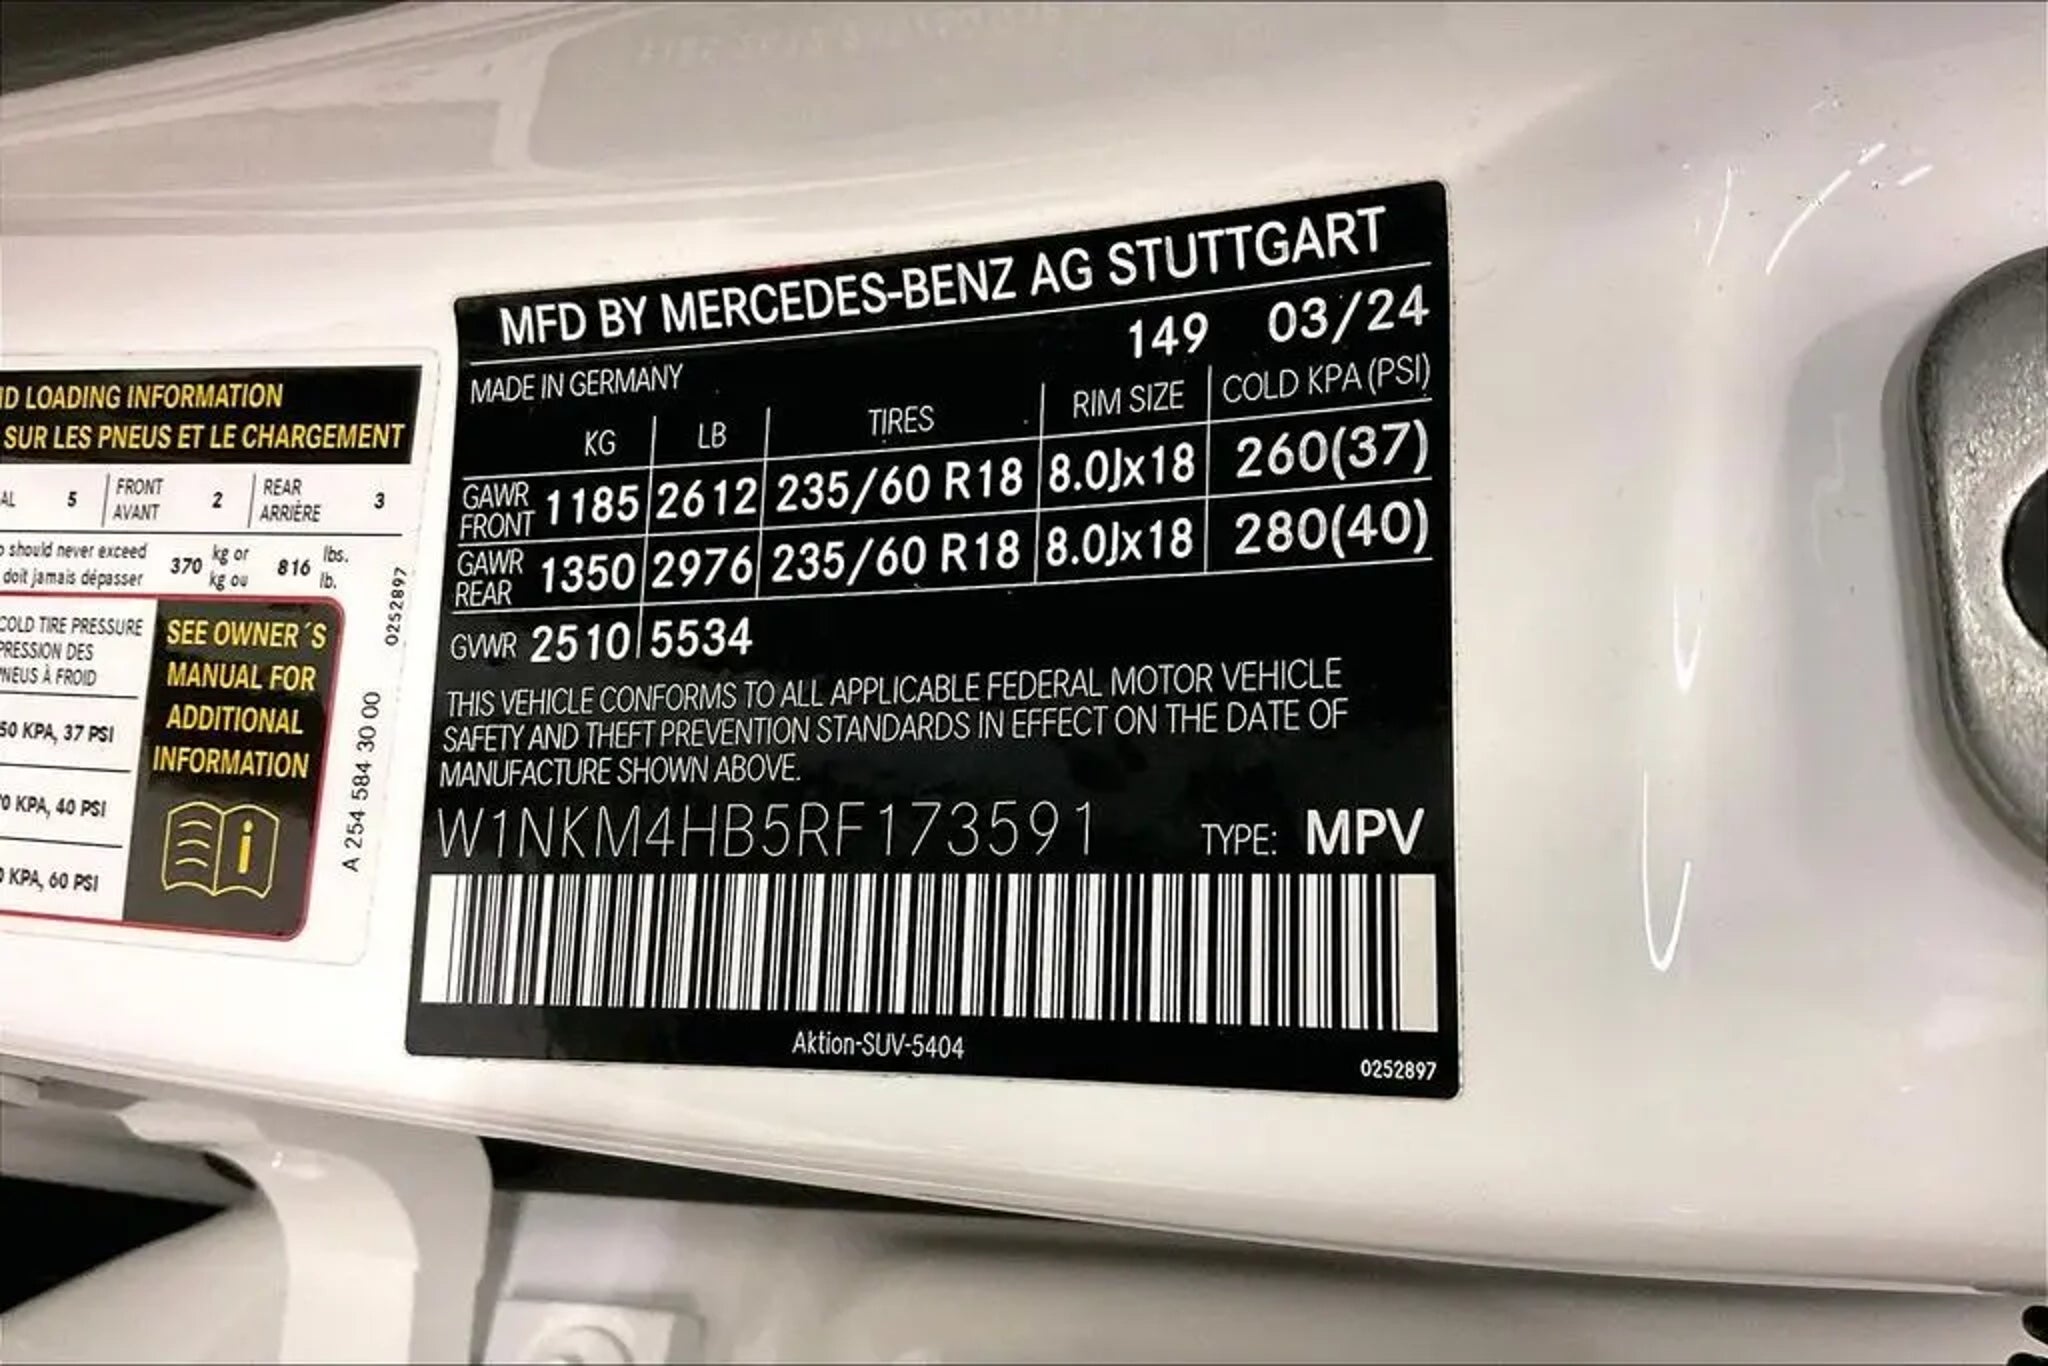 MFD BY MERCEDES-BENZ AG STUTTGART
149 03/24
MADE IN GERMANY
KG LB TIRES RIM SIZE COLD KPA (PSI)
GAWR FRONT 1185 2612 235/60 R18 8.0Jx18 260(37)
GAWR REAR 1350 2976 235/60 R18 8.0Jx18 280(40)
GVWR 2510 5534
THIS VEHICLE CONFORMS TO ALL APPLICABLE FEDERAL MOTOR VEHICLE
SAFETY AND THEFT PREVENTION STANDARDS IN EFFECT ON THE DATE OF
MANUFACTURE SHOWN ABOVE.
W1NKM4HB5RF173591 TYPE: MPV
Aktion-SUV-5404
0252897
LOADING INFORMATION
SUR LES PNEUS ET LE CHARGEMENT
5 FRONT 2 REAR 3
AVANT ARRIÈRE
should never exceed 370 kg or 816 lbs.
doit jamais dépasser kg ou lb.
COLD TIRE PRESSURE
PRESSION DES
PNEUS À FROID
KPA, 37 PSI
KPA, 40 PSI
KPA, 60 PSI
SEE OWNER´S
MANUAL FOR
ADDITIONAL
INFORMATION
0252897
A 254 584 30 00